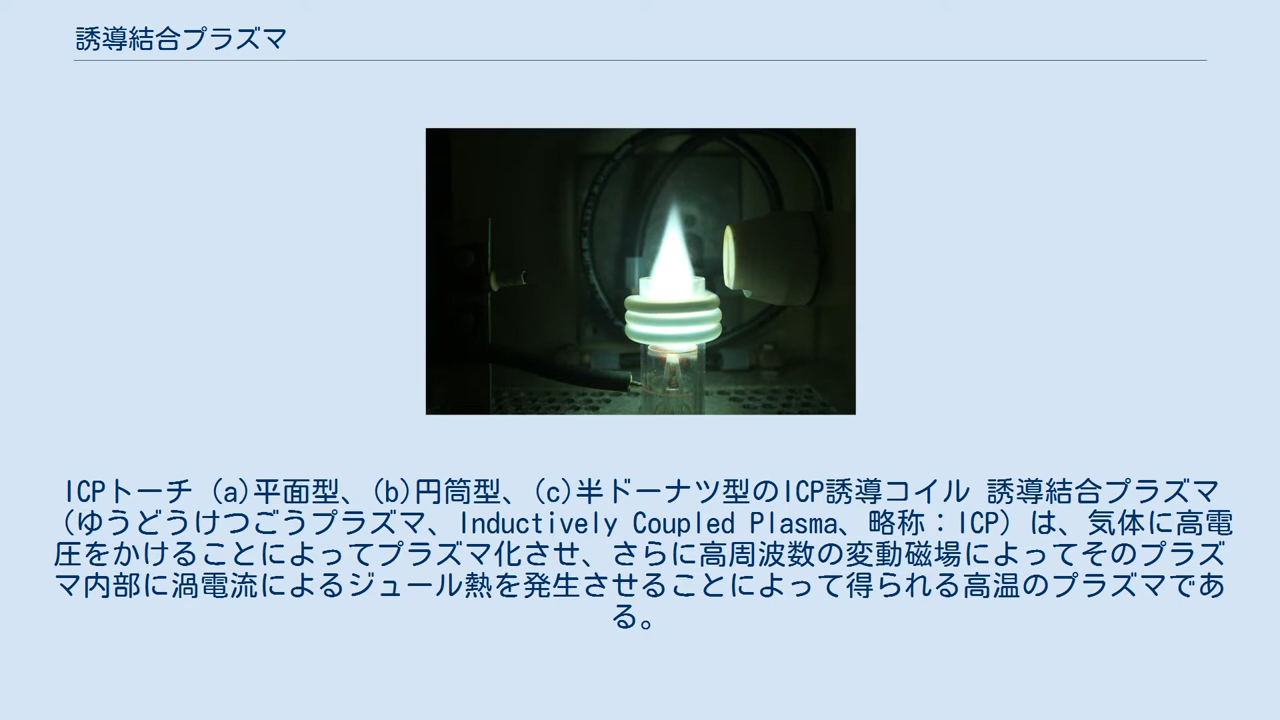 誘導結合プラズマ
ICPトーチ (a)平面型、(b)円筒型、(c)半ドーナツ型のICP誘導コイル 誘導結合プラズマ
（ゆうどうけつごうプラズマ、Inductively Coupled Plasma、略称：ICP）は、気体に高電
圧をかけることによってプラズマ化させ、さらに高周波数の変動磁場によってそのプラズ
マ内部に渦電流によるジュール熱を発生させることによって得られる高温のプラズマであ
る。